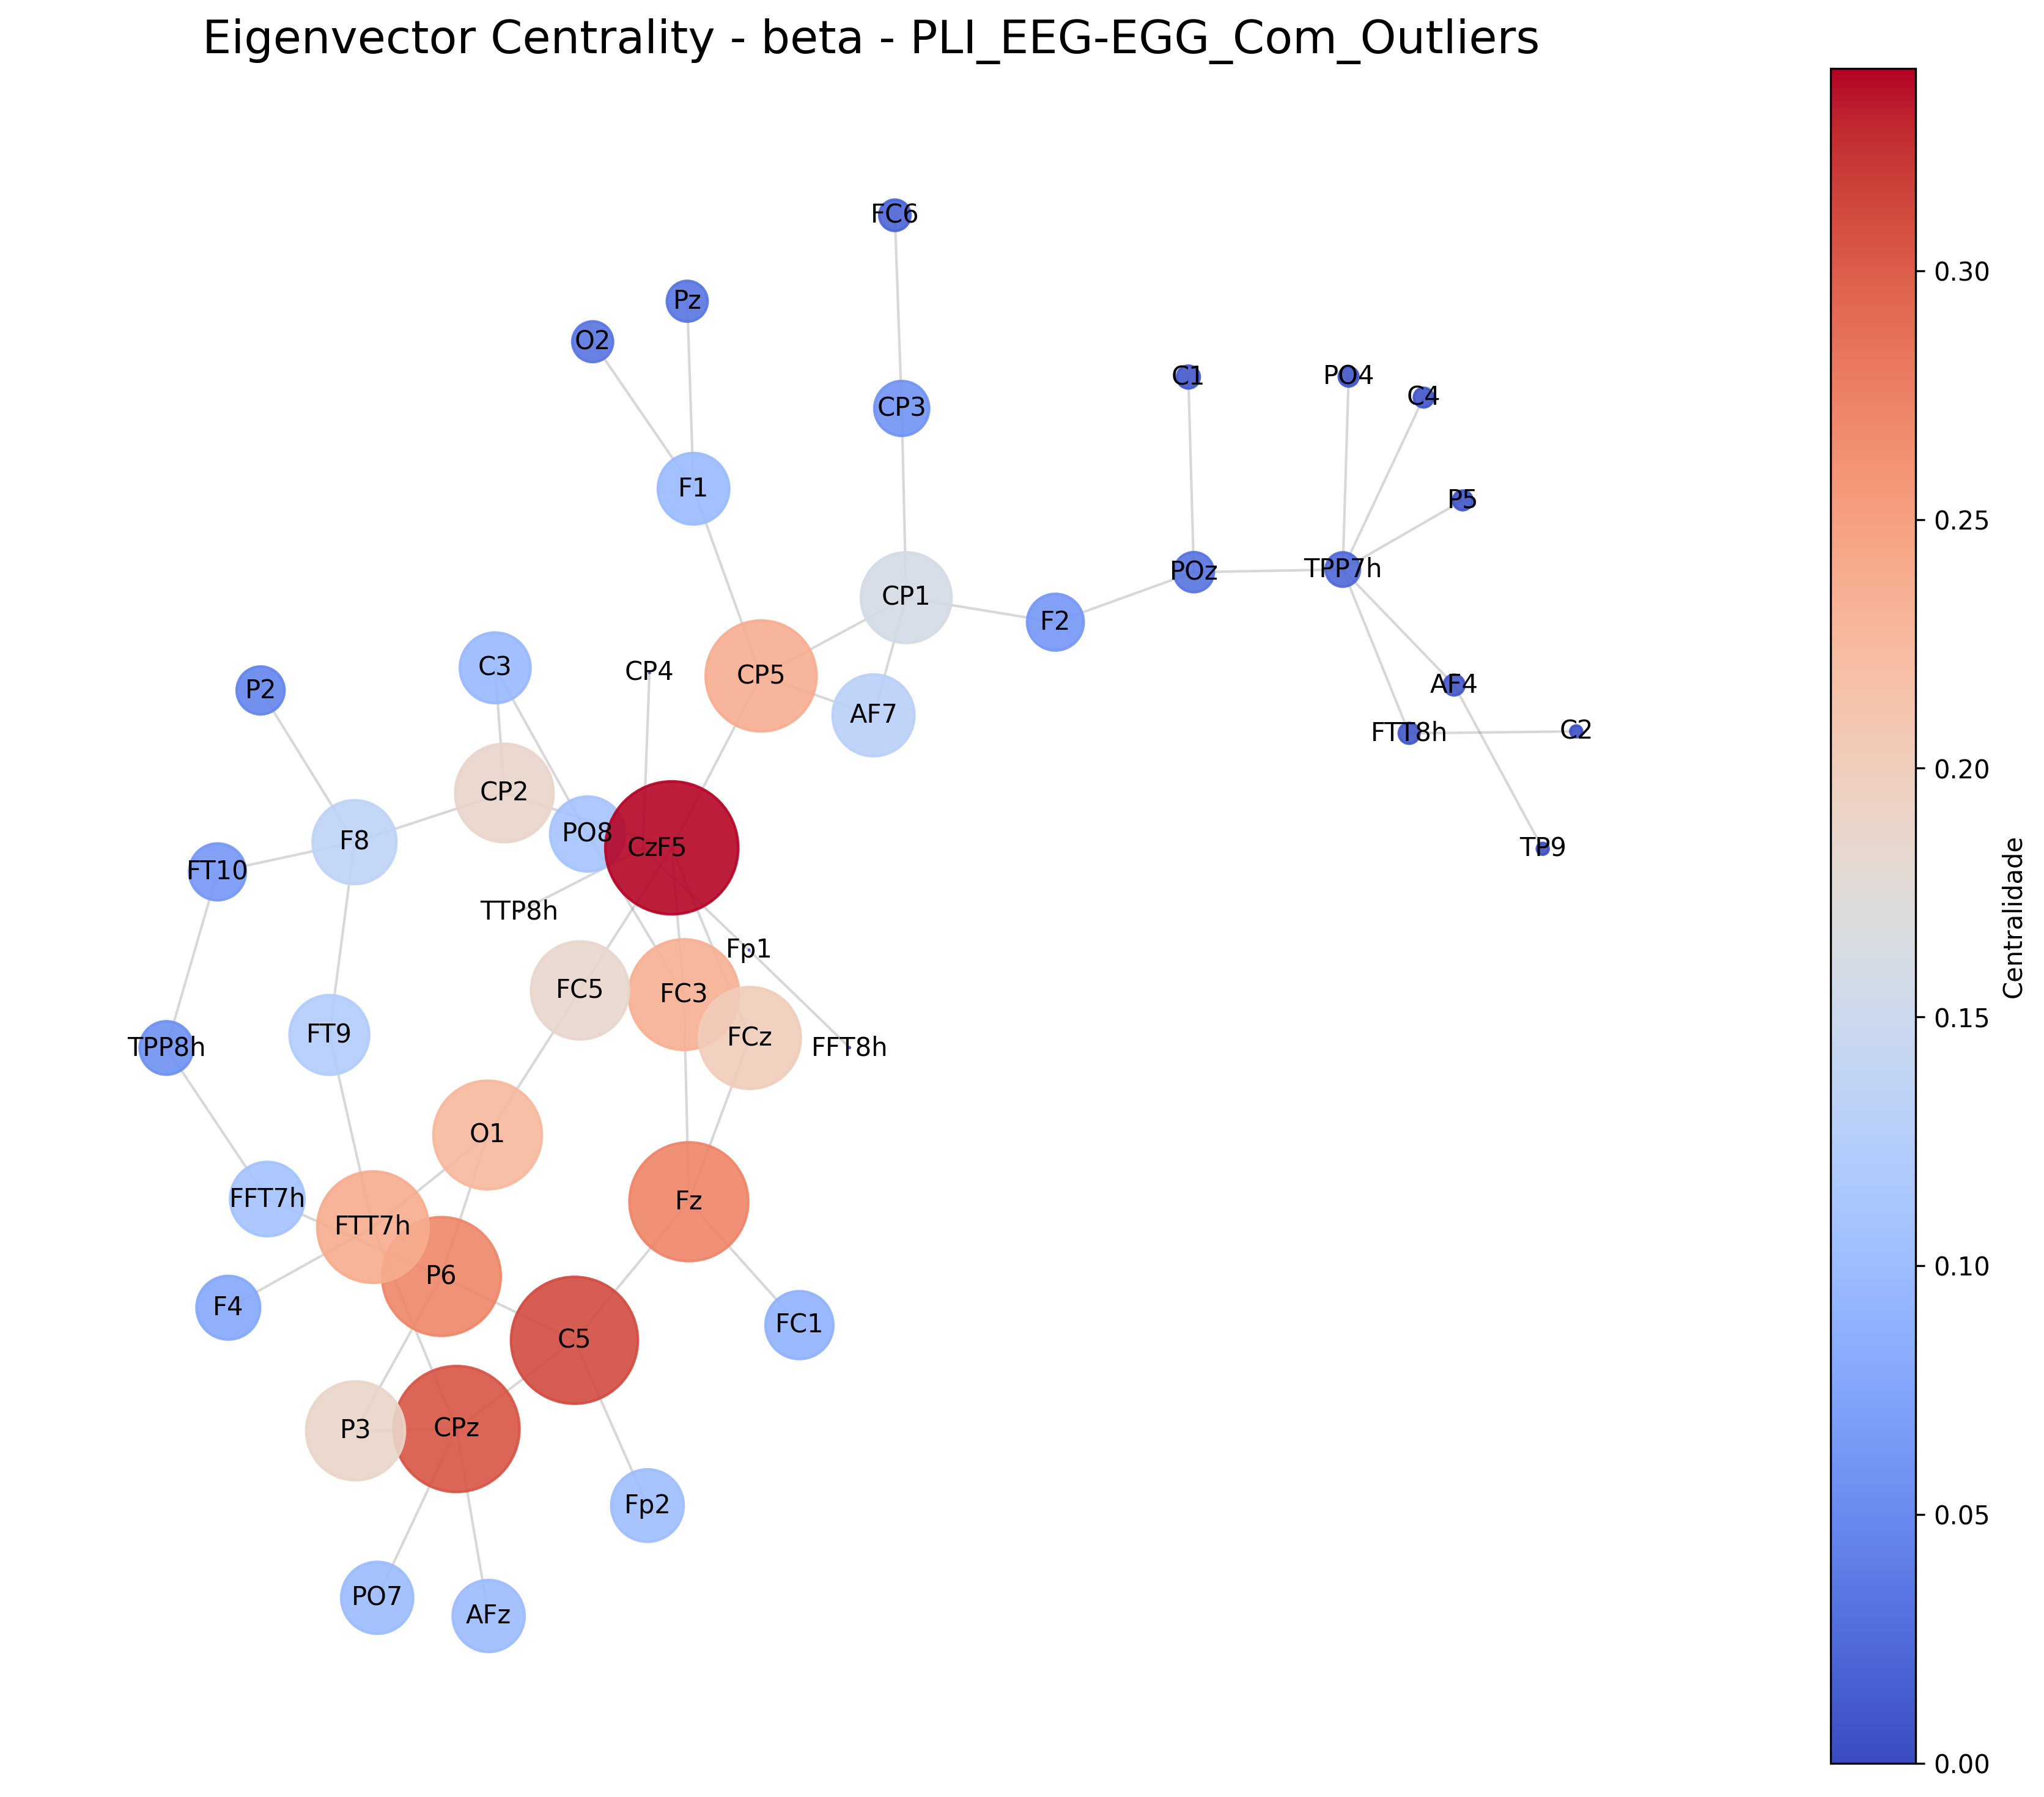 Eigenvector Centrality - beta - PLI_EEG-EGG_Com_Outliers
FC6
Pz
O2
C1
PO4
C4
CP3
F1
P5
CP1
POz
TPP7h
F2
C3
CP4
CP5
P2
AF7
AF4
FTT8h
C2
CP2
F8
PO8
Cz
F5
TP9
FT10
TTP8h
Fp1
FC5
FC3
FCz
FFT8h
FT9
TPP8h
O1
FFT7h
Fz
FTT7h
P6
F4
FC1
C5
P3
CPz
Fp2
PO7
AFz
0.30
0.25
0.20
0.15
0.10
0.05
0.00
Centralidade